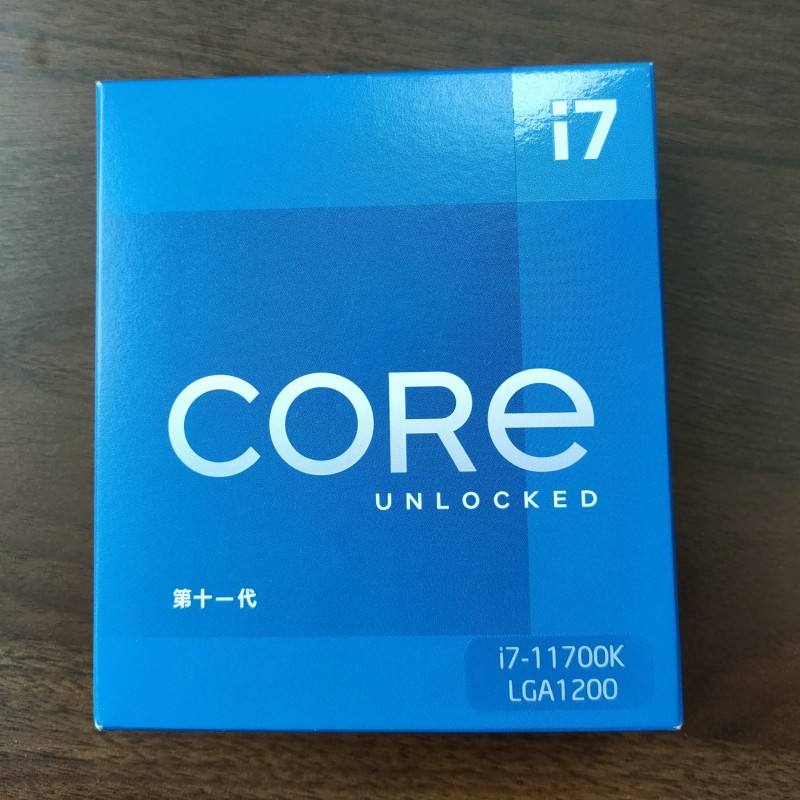 i7
CORe
UNLOCKED
第十一代
i7-11700K
LGA1200